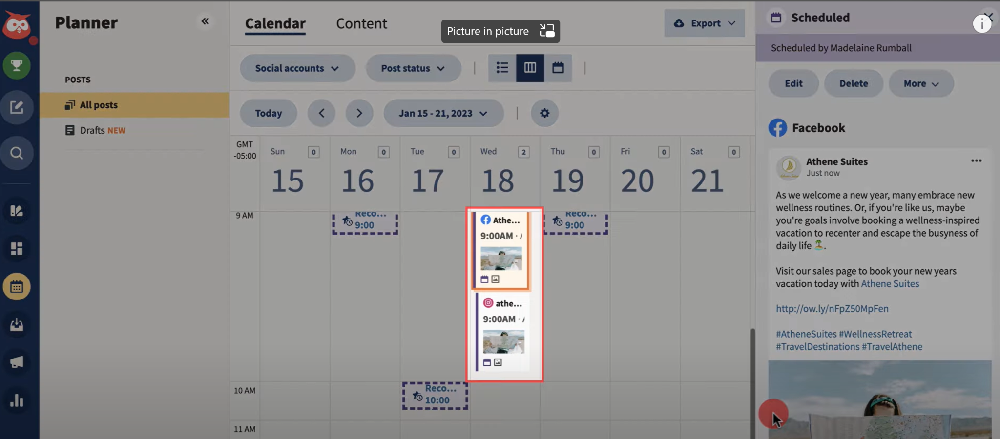 Planner
POSTS
All posts
Drafts NEW
Calendar
Content
Picture in picture
Export
Social accounts
Post status
Today
Jan 15 - 21, 2023
GMT
-05:00
Sun 0
15
Mon 0
16
Tue 0
17
Wed 2
18
Thu 0
19
Fri 0
20
Sat 0
21
9 AM
Reco...
9:00
Athe...
9:00AM ·
athe...
9:00AM ·
Reco...
9:00
10 AM
Reco...
10:00
11 AM
Scheduled
Scheduled by Madelaine Rumball
Edit
Delete
More
Facebook
Athene Suites
Just now
As we welcome a new year, many embrace new
wellness routines. Or, if you're like us, maybe
you're goals involve booking a wellness-inspired
vacation to recenter and escape the busyness of
daily life 🏝️.
Visit our sales page to book your new years
vacation today with Athene Suites
http://ow.ly/nFpZ50MpFen
#AtheneSuites #WellnessRetreat
#TravelDestinations #TravelAthene